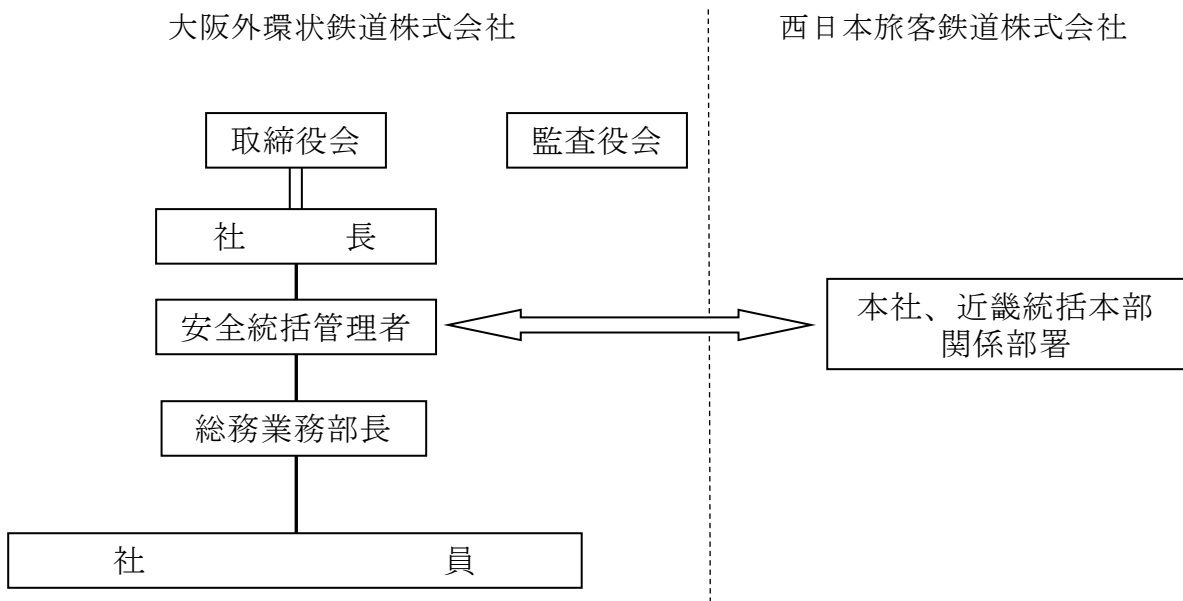 大阪外環状鉄道株式会社
西日本旅客鉄道株式会社
取締役会
監査役会
社　　　長
安全統括管理者
本社、近畿統括本部
関係部署
総務業務部長
社　　　　　　　　　員